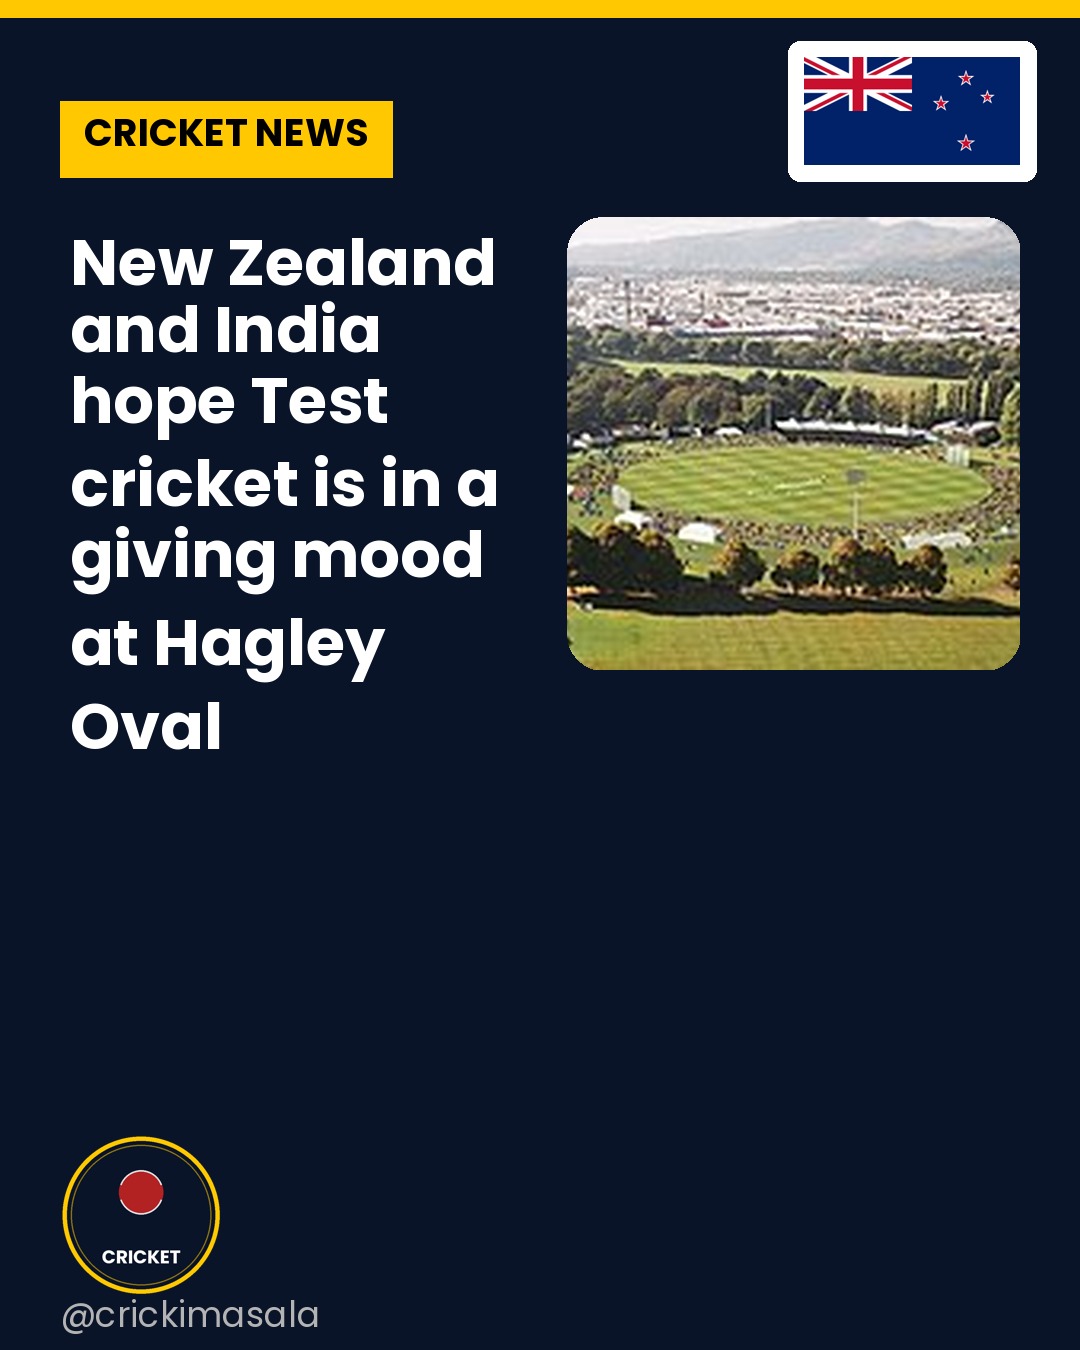 CRICKET NEWS
New Zealand
and India
hope Test
cricket is in a
giving mood
at Hagley
Oval
CRICKET
@crickimasala